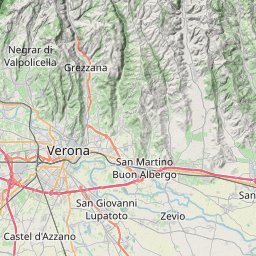 Negrar di
Valpolicella
Grezzana
Verona
San Martino
Buon Albergo
San
San Giovanni
Lupatoto
Zevio
Castel d'Azzano